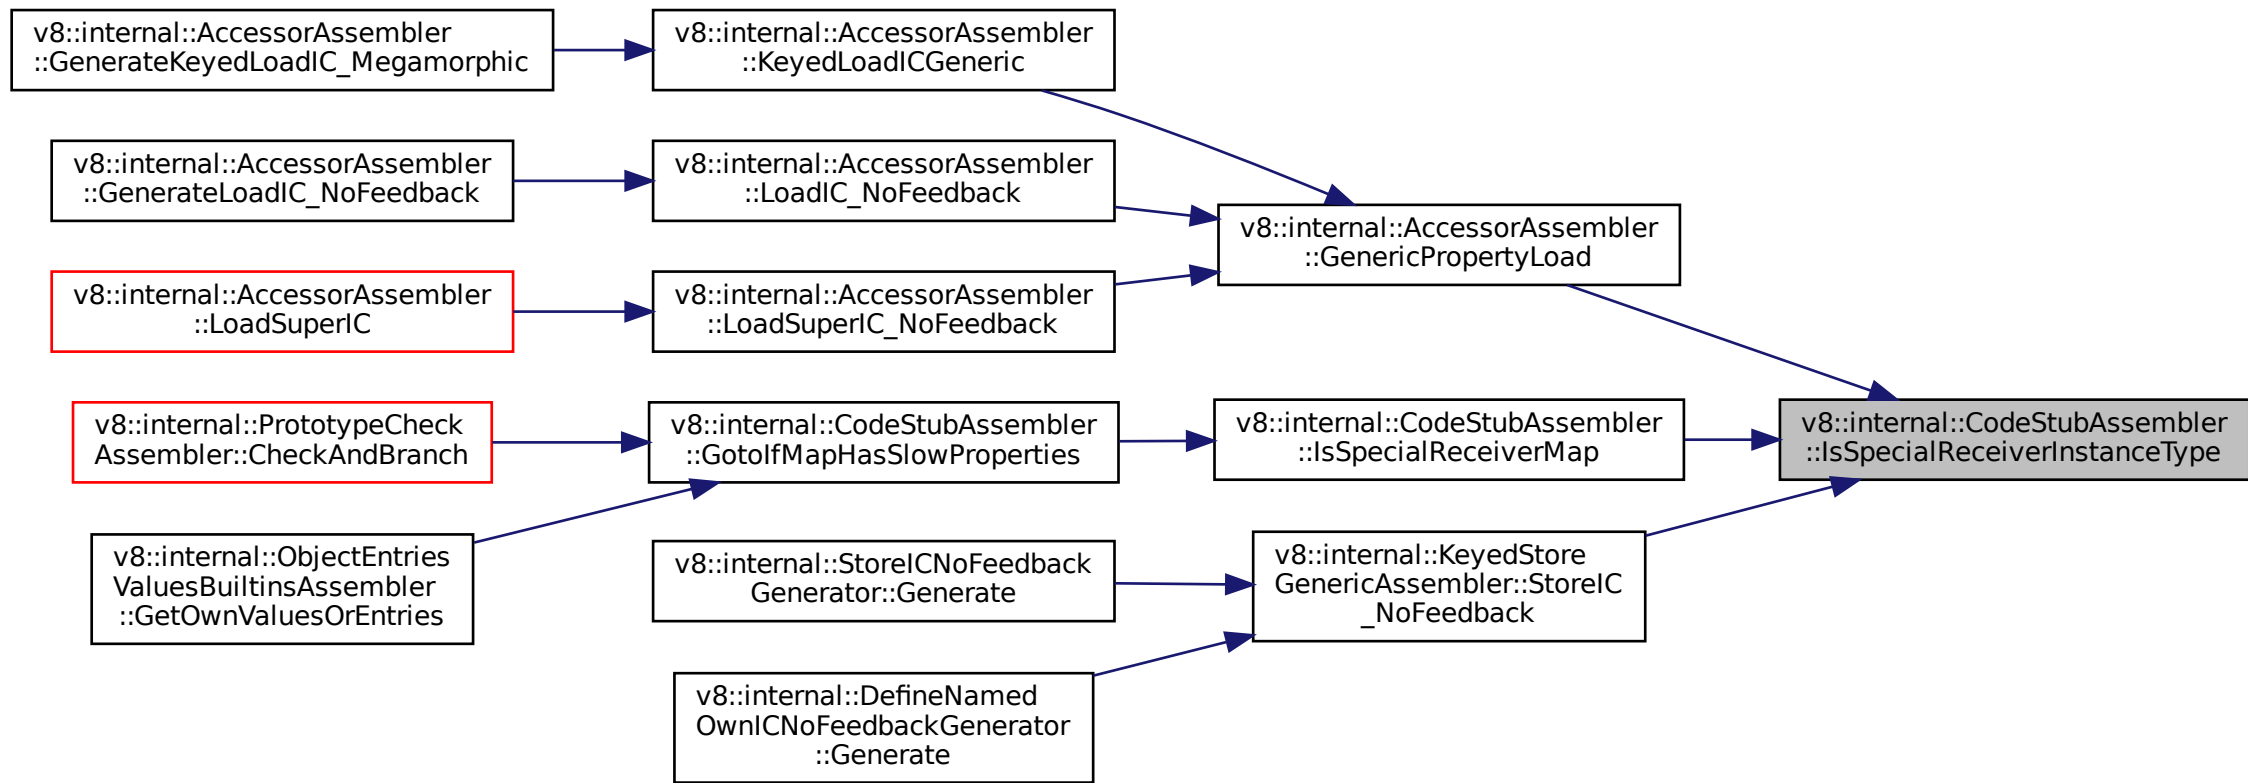 v8::internal::AccessorAssembler
::GenerateKeyedLoadIC_Megamorphic
v8::internal::AccessorAssembler
::KeyedLoadICGeneric
v8::internal::AccessorAssembler
::GenerateLoadIC_NoFeedback
v8::internal::AccessorAssembler
::LoadIC_NoFeedback
v8::internal::AccessorAssembler
::GenericPropertyLoad
v8::internal::AccessorAssembler
::LoadSuperIC
v8::internal::AccessorAssembler
::LoadSuperIC_NoFeedback
v8::internal::PrototypeCheck
Assembler::CheckAndBranch
v8::internal::CodeStubAssembler
::GotoIfMapHasSlowProperties
v8::internal::CodeStubAssembler
::IsSpecialReceiverMap
v8::internal::CodeStubAssembler
::IsSpecialReceiverInstanceType
v8::internal::ObjectEntries
ValuesBuiltinsAssembler
::GetOwnValuesOrEntries
v8::internal::StoreICNoFeedback
Generator::Generate
v8::internal::KeyedStore
GenericAssembler::StoreIC
_NoFeedback
v8::internal::DefineNamed
OwnICNoFeedbackGenerator
::Generate